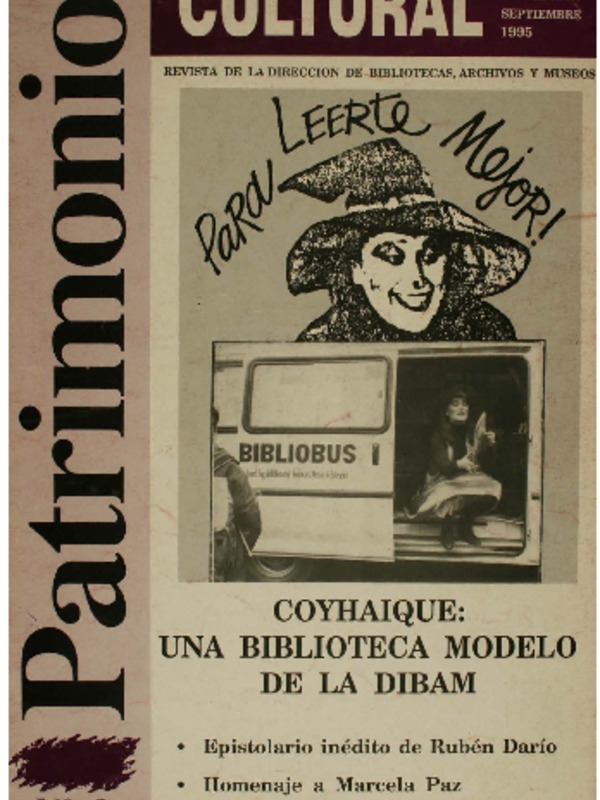 Patrimonio
CULTURAL
SEPTIEMBRE
1995
REVISTA DE LA DIRECCION DE BIBLIOTECAS, ARCHIVOS Y MUSEOS
PaRa LEERte MejoR!
BIBLIOBUS 1
COYHAIQUE:
UNA BIBLIOTECA MODELO
DE LA DIBAM
• Epistolario inédito de Rubén Darío
• Homenaje a Marcela Paz